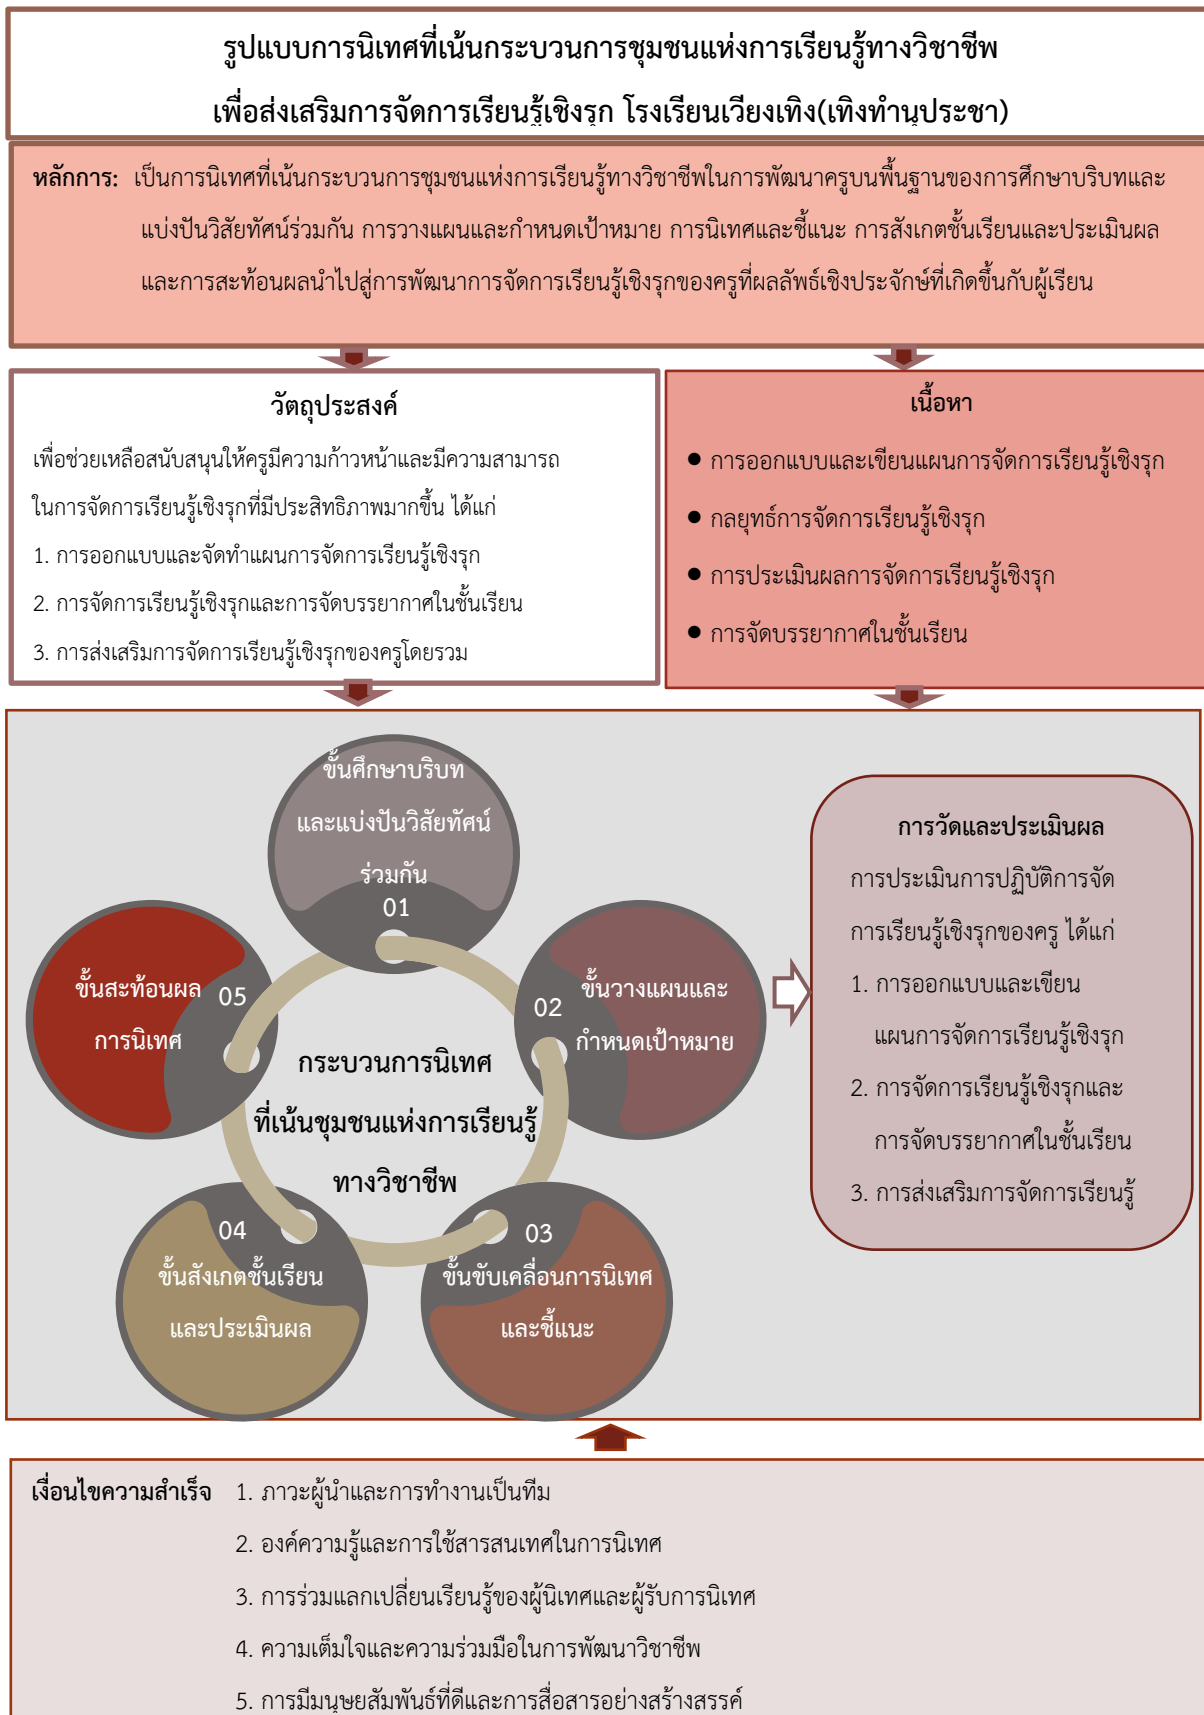 รูปแบบการนิเทศที่เน้นกระบวนการชุมชนแห่งการเรียนรู้ทางวิชาชีพ
เพื่อส่งเสริมการจัดการเรียนรู้เชิงรุก โรงเรียนเวียงเทิง(เทิงทำนุประชา)
หลักการ: เป็นการนิเทศที่เน้นกระบวนการชุมชนแห่งการเรียนรู้ทางวิชาชีพในการพัฒนาครูบนพื้นฐานของการศึกษาบริบทและ
แบ่งปันวิสัยทัศน์ร่วมกัน การวางแผนและกำหนดเป้าหมาย การนิเทศและชี้แนะ การสังเกตชั้นเรียนและประเมินผล
และการสะท้อนผลนำไปสู่การพัฒนาการจัดการเรียนรู้เชิงรุกของครูที่ผลลัพธ์เชิงประจักษ์ที่เกิดขึ้นกับผู้เรียน
วัตถุประสงค์
เพื่อช่วยเหลือสนับสนุนให้ครูมีความก้าวหน้าและมีความสามารถ
ในการจัดการเรียนรู้เชิงรุกที่มีประสิทธิภาพมากขึ้น ได้แก่
1. การออกแบบและจัดทำแผนการจัดการเรียนรู้เชิงรุก
2. การจัดการเรียนรู้เชิงรุกและการจัดบรรยากาศในชั้นเรียน
3. การส่งเสริมการจัดการเรียนรู้เชิงรุกของครูโดยรวม
เนื้อหา
● การออกแบบและเขียนแผนการจัดการเรียนรู้เชิงรุก
● กลยุทธ์การจัดการเรียนรู้เชิงรุก
● การประเมินผลการจัดการเรียนรู้เชิงรุก
● การจัดบรรยากาศในชั้นเรียน
ขั้นศึกษาบริบท
และแบ่งปันวิสัยทัศน์
ร่วมกัน
01
02
ขั้นวางแผนและ
กำหนดเป้าหมาย
03
ขั้นขับเคลื่อนการนิเทศ
และชี้แนะ
04
ขั้นสังเกตชั้นเรียน
และประเมินผล
05
ขั้นสะท้อนผล
การนิเทศ
กระบวนการนิเทศ
ที่เน้นชุมชนแห่งการเรียนรู้
ทางวิชาชีพ
การวัดและประเมินผล
การประเมินการปฏิบัติการจัด
การเรียนรู้เชิงรุกของครู ได้แก่
1. การออกแบบและเขียน
แผนการจัดการเรียนรู้เชิงรุก
2. การจัดการเรียนรู้เชิงรุกและ
การจัดบรรยากาศในชั้นเรียน
3. การส่งเสริมการจัดการเรียนรู้
เงื่อนไขความสำเร็จ 1. ภาวะผู้นำและการทำงานเป็นทีม
2. องค์ความรู้และการใช้สารสนเทศในการนิเทศ
3. การร่วมแลกเปลี่ยนเรียนรู้ของผู้นิเทศและผู้รับการนิเทศ
4. ความเต็มใจและความร่วมมือในการพัฒนาวิชาชีพ
5. การมีมนุษยสัมพันธ์ที่ดีและการสื่อสารอย่างสร้างสรรค์